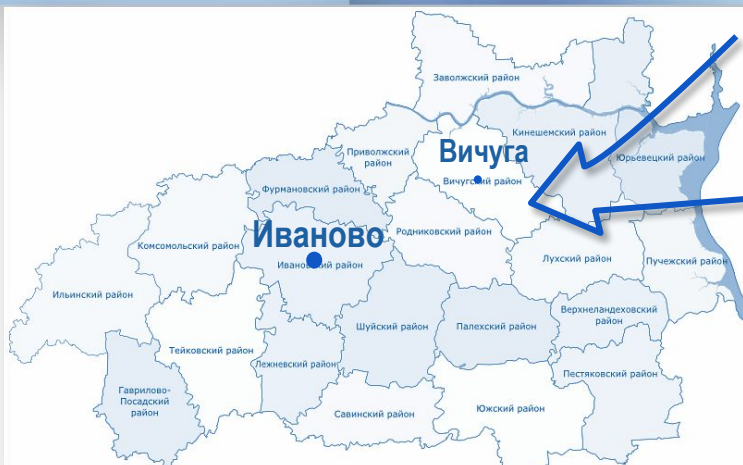 Заволжский район
Кинешемский район
Приволжский
район
Вичуга
Юрьевецкий район
Вичугский район
Фурмановский район
Иваново
Родниковский район
Комсомольский район
Ивановский район
Лухский район
Пучежский район
Ильинский район
Верхнеландеховский
район
Шуйский район
Палехский район
Тейковский район
Лежневский район
Пестяковский район
Гаврилово-
Посадский
район
Савинский район
Южский район